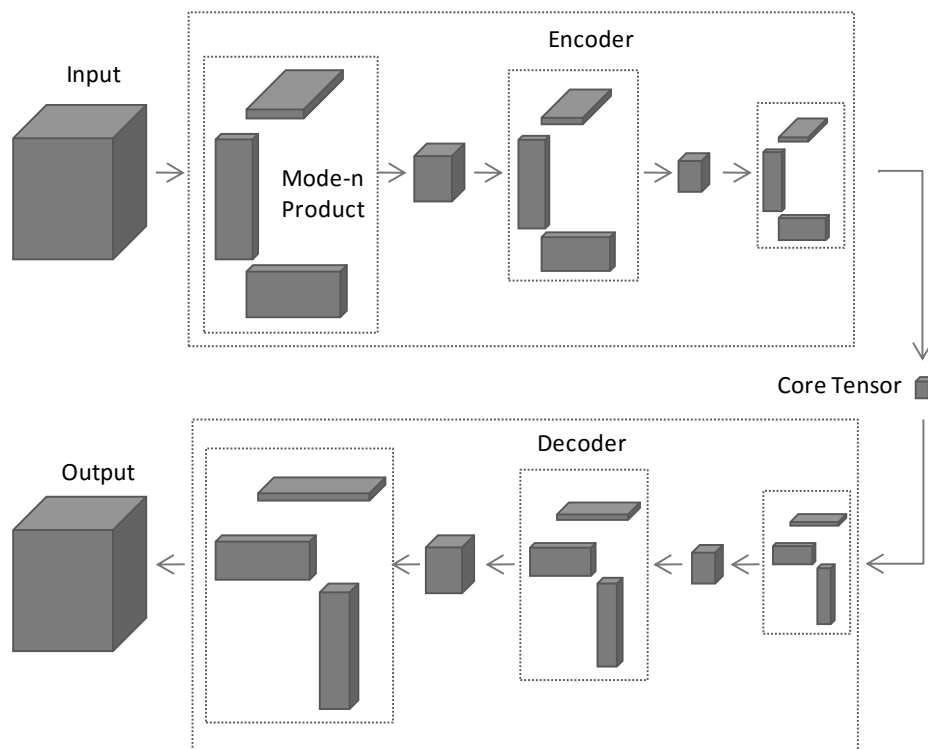 Encoder
Input
Mode-n
Product
Core Tensor
Decoder
Output